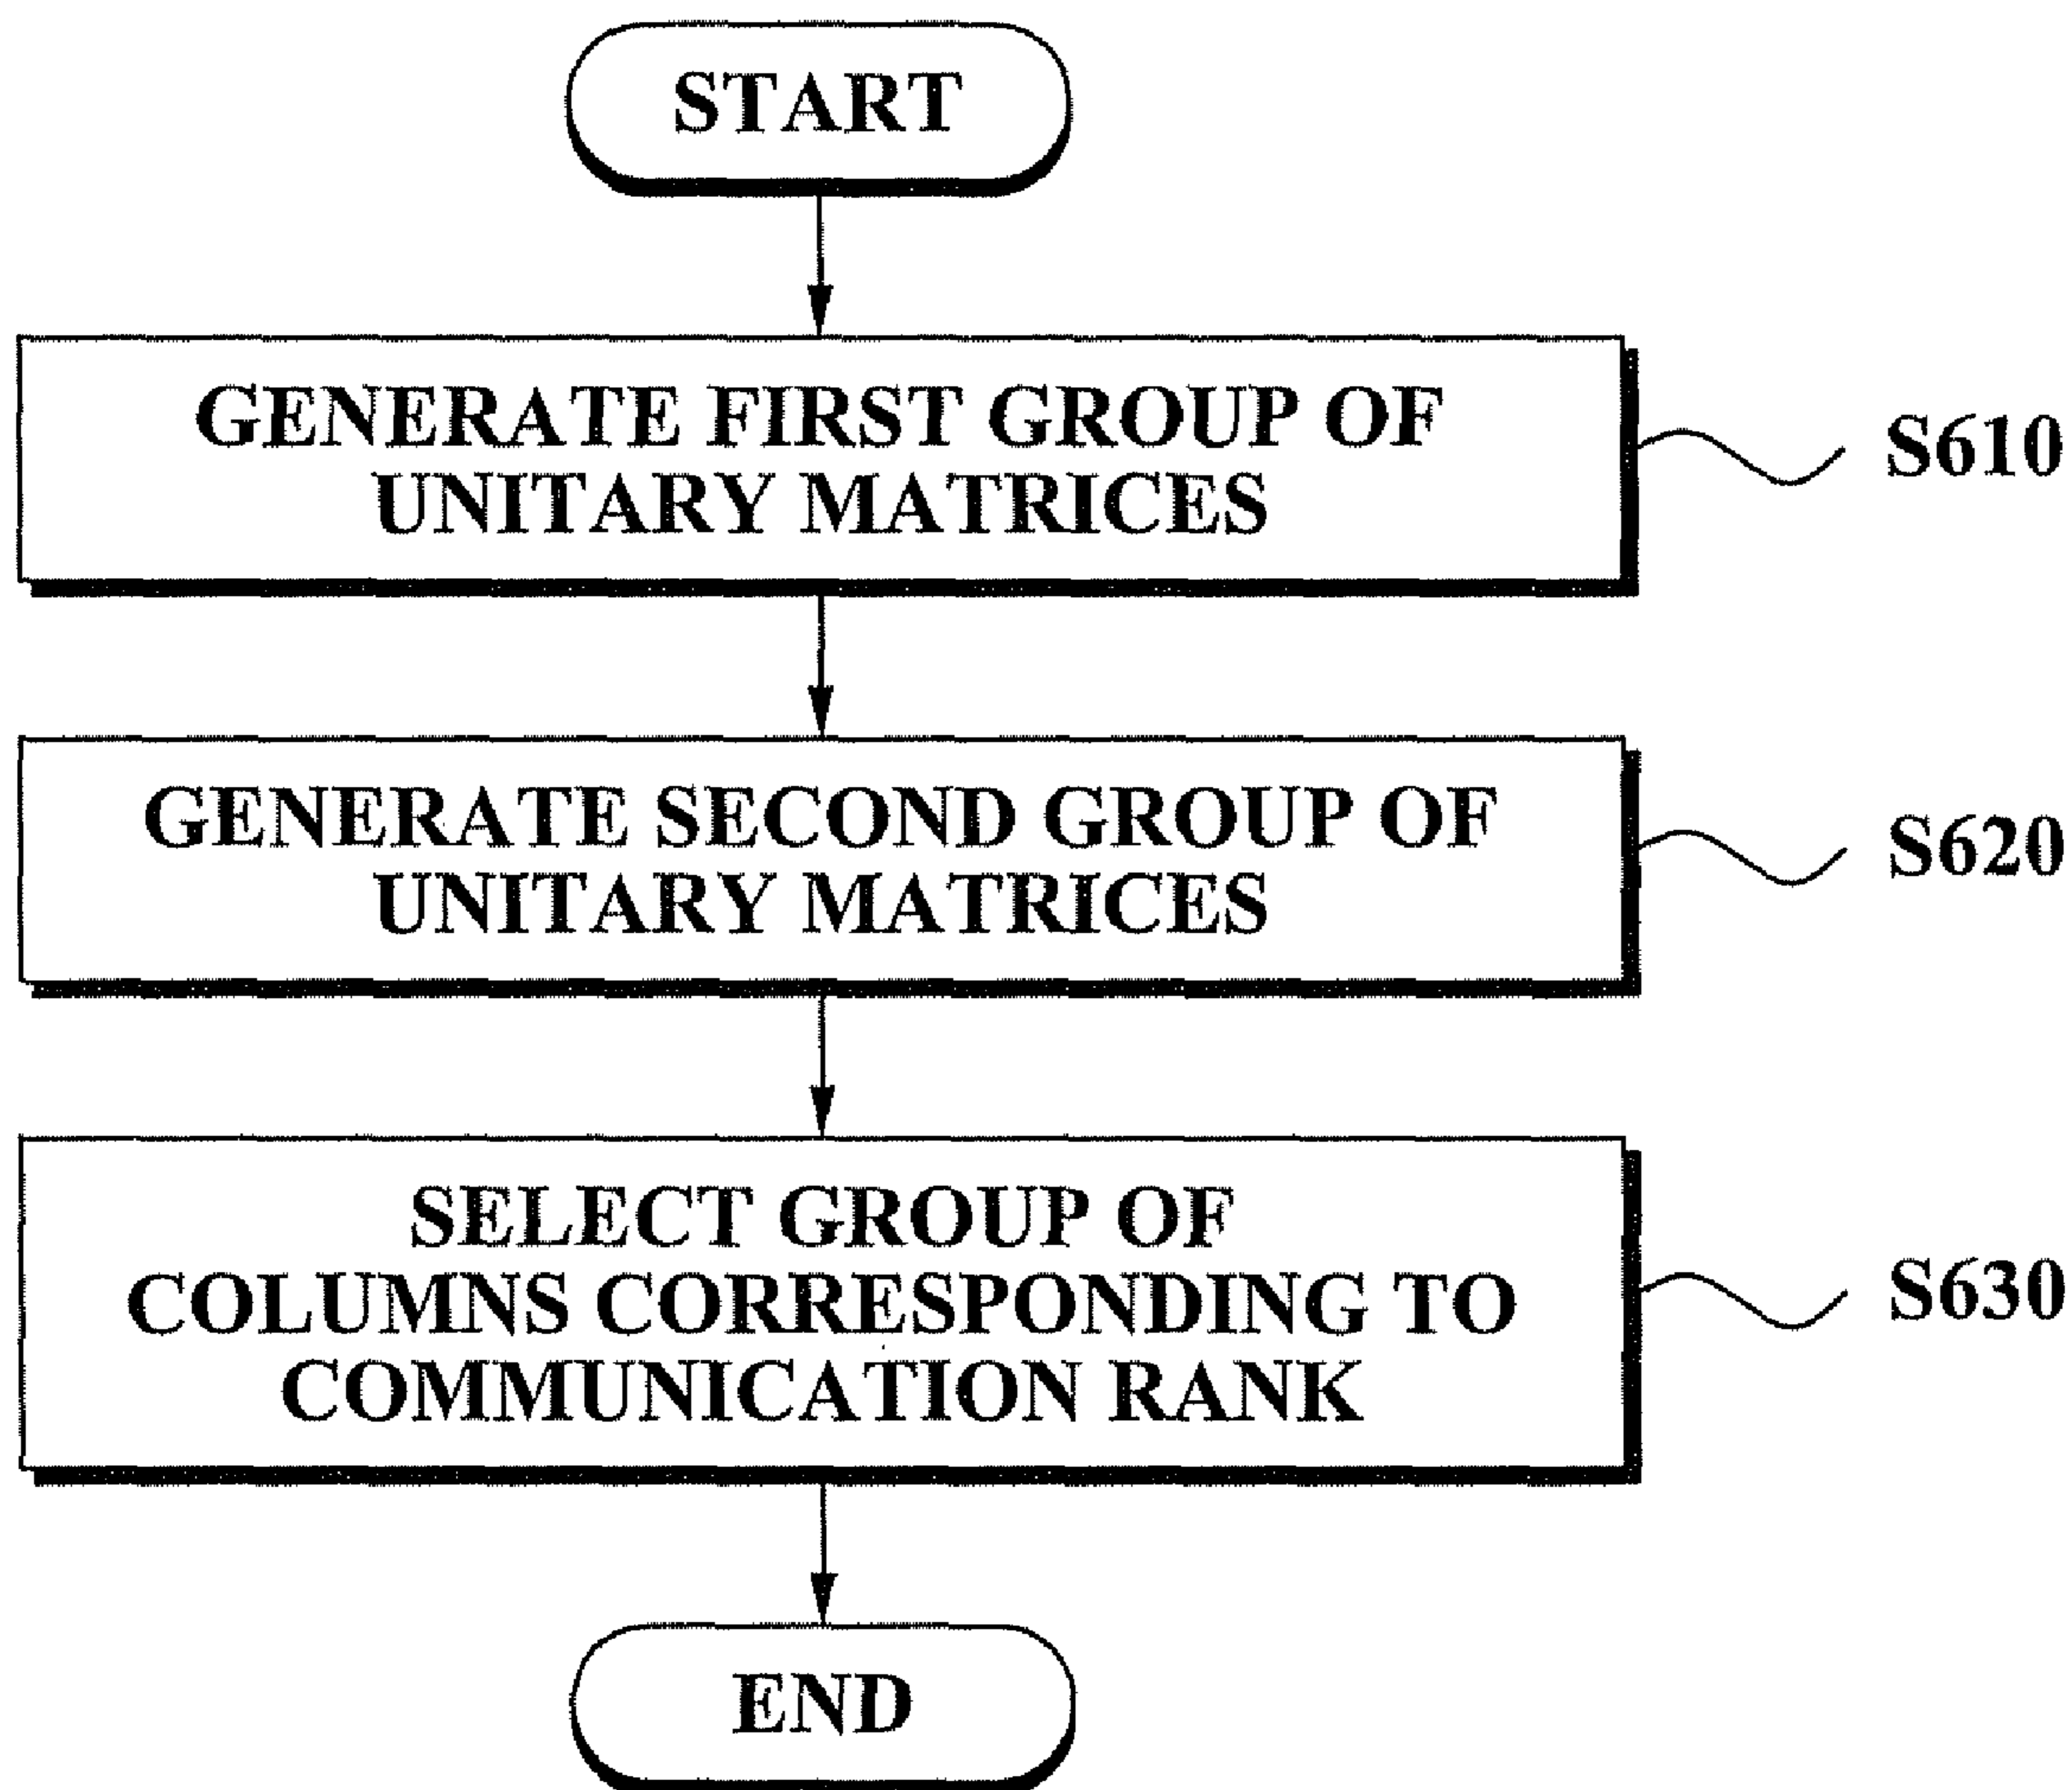 START
GENERATE FIRST GROUP OF
UNITARY MATRICES
S610
GENERATE SECOND GROUP OF
UNITARY MATRICES
S620
SELECT GROUP OF
COLUMNS CORRESPONDING TO
COMMUNICATION RANK
S630
END